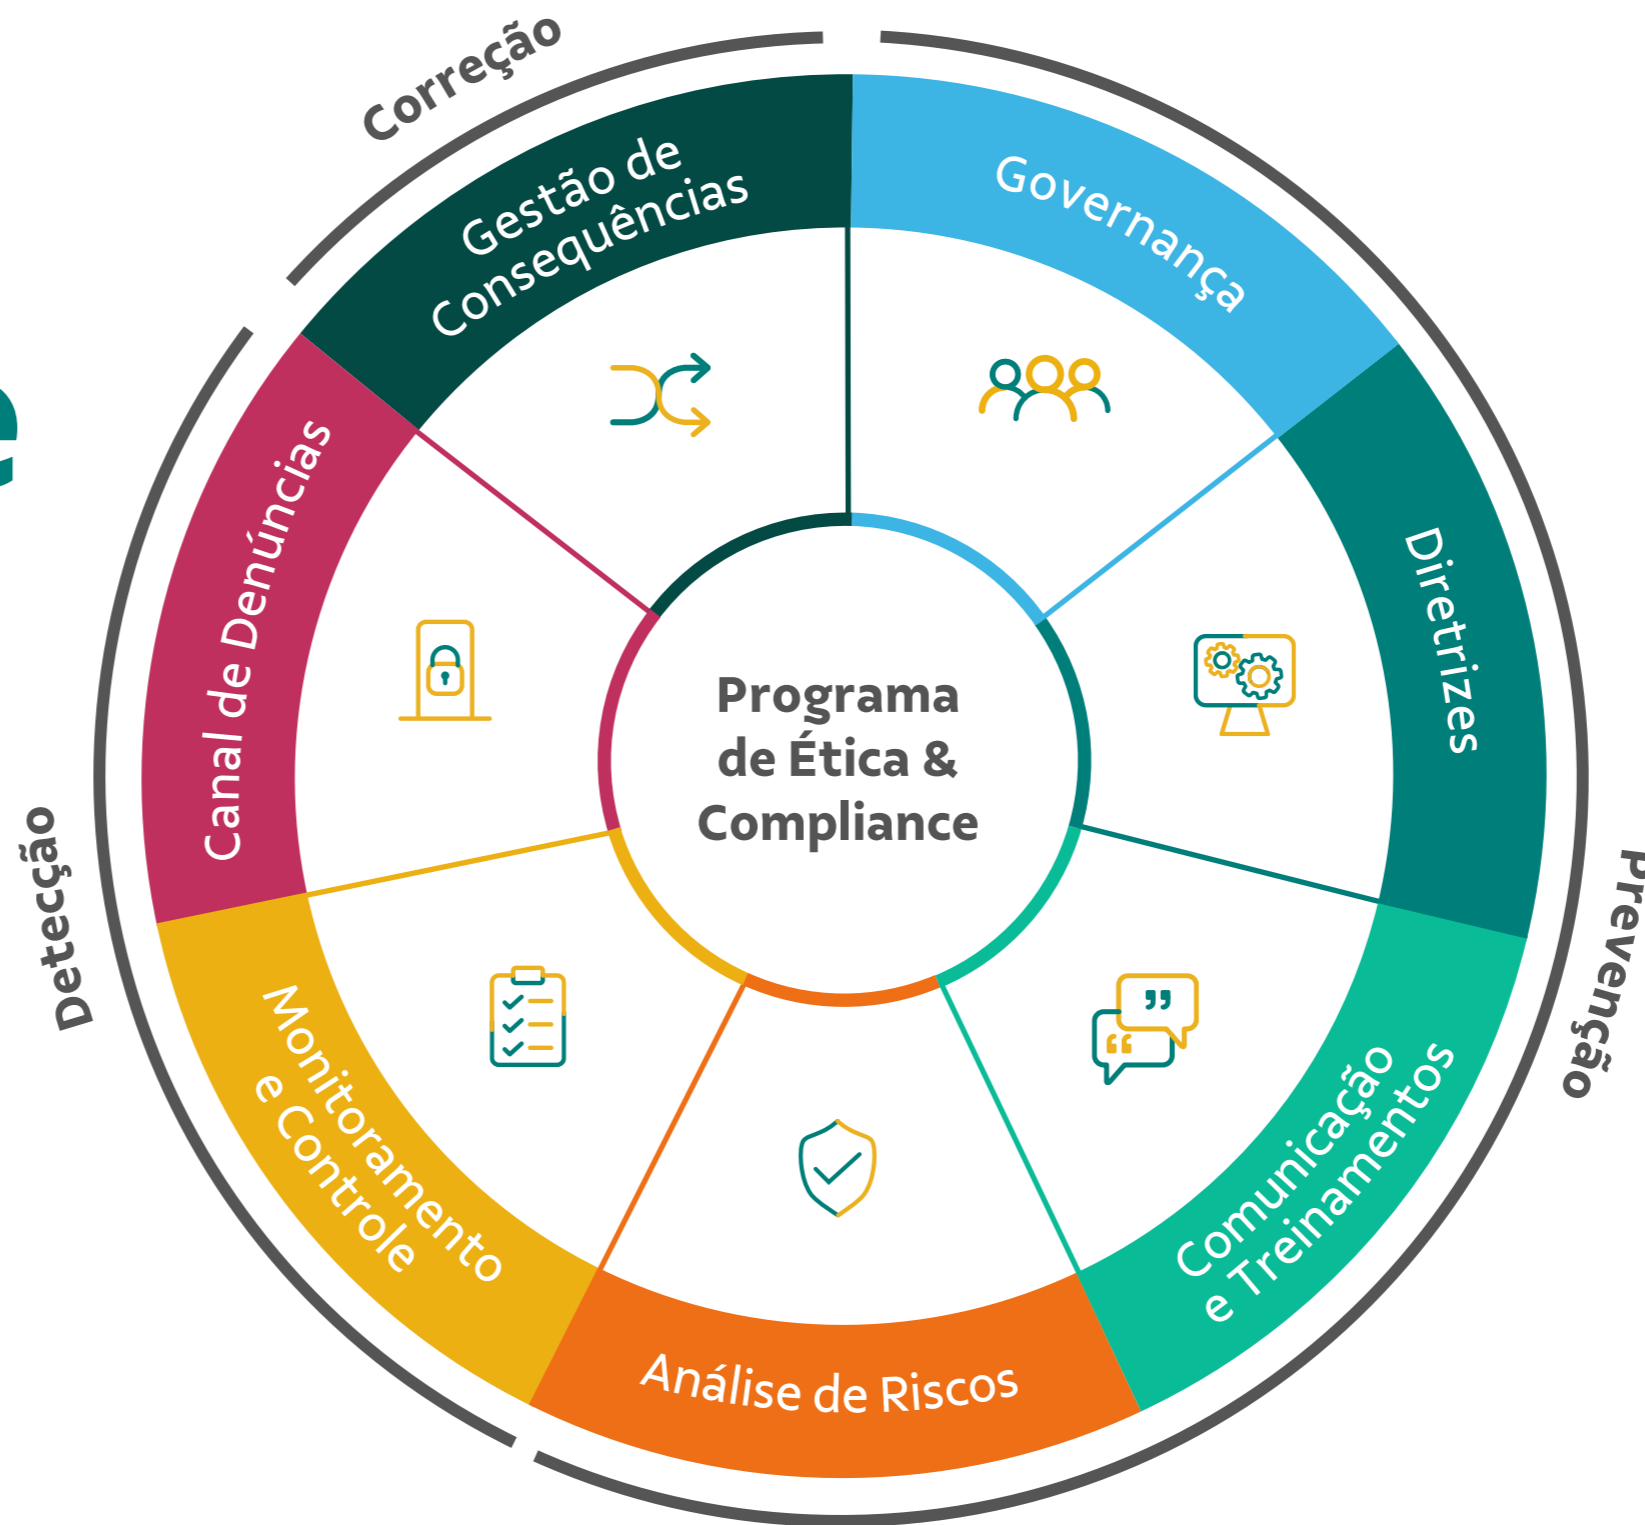 Correção
Gestão de
Consequências
Governança
Diretrizes
Canal de Denúncias
Programa
de Ética &
Compliance
Detecção
Prevenção
Monitoramento
e Controle
Comunicação
e Treinamentos
Análise de Riscos
e